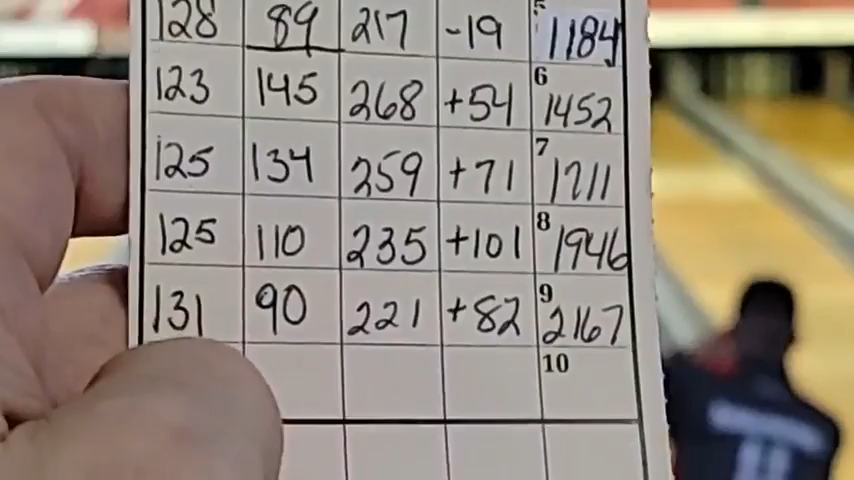 128 89 217 -19 5 1184
123 145 268 +54 6 1452
125 134 259 +71 7 1711
125 110 235 +101 8 1946
131 90 221 +82 9 2167
10